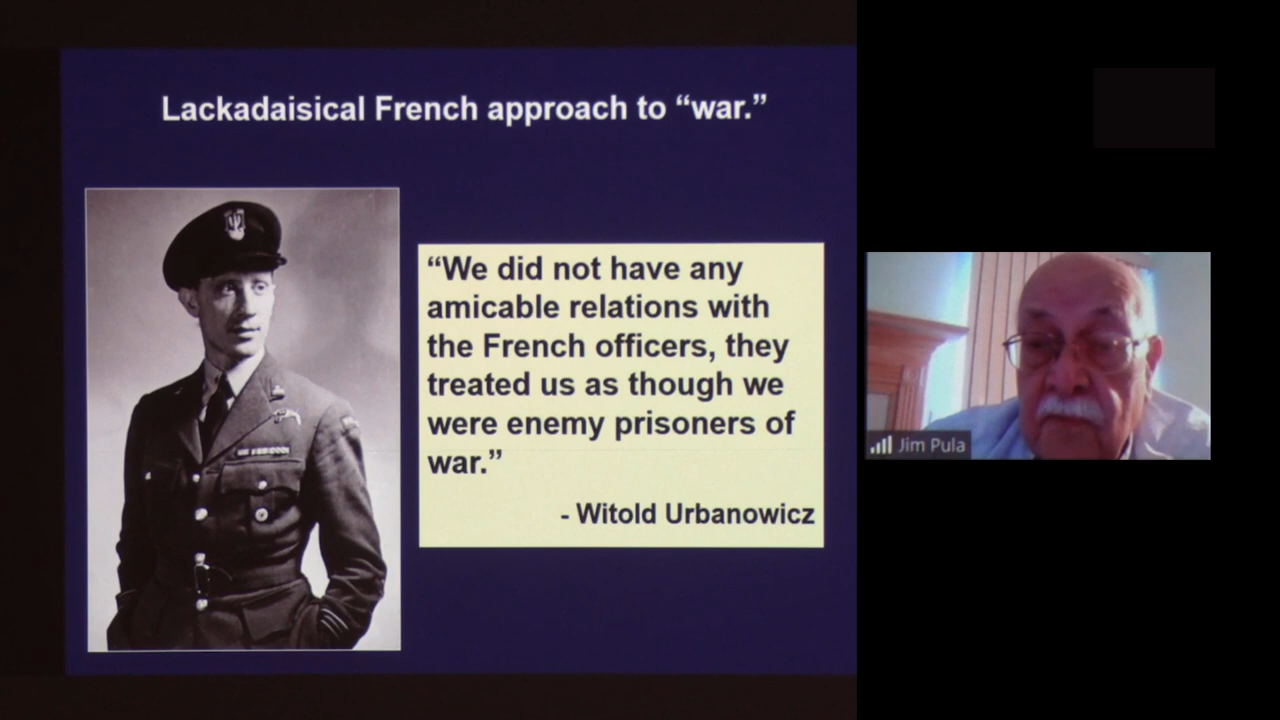 Lackadaisical French approach to “war.”
“We did not have any
amicable relations with
the French officers, they
treated us as though we
were enemy prisoners of
war.”
- Witold Urbanowicz
Jim Pula